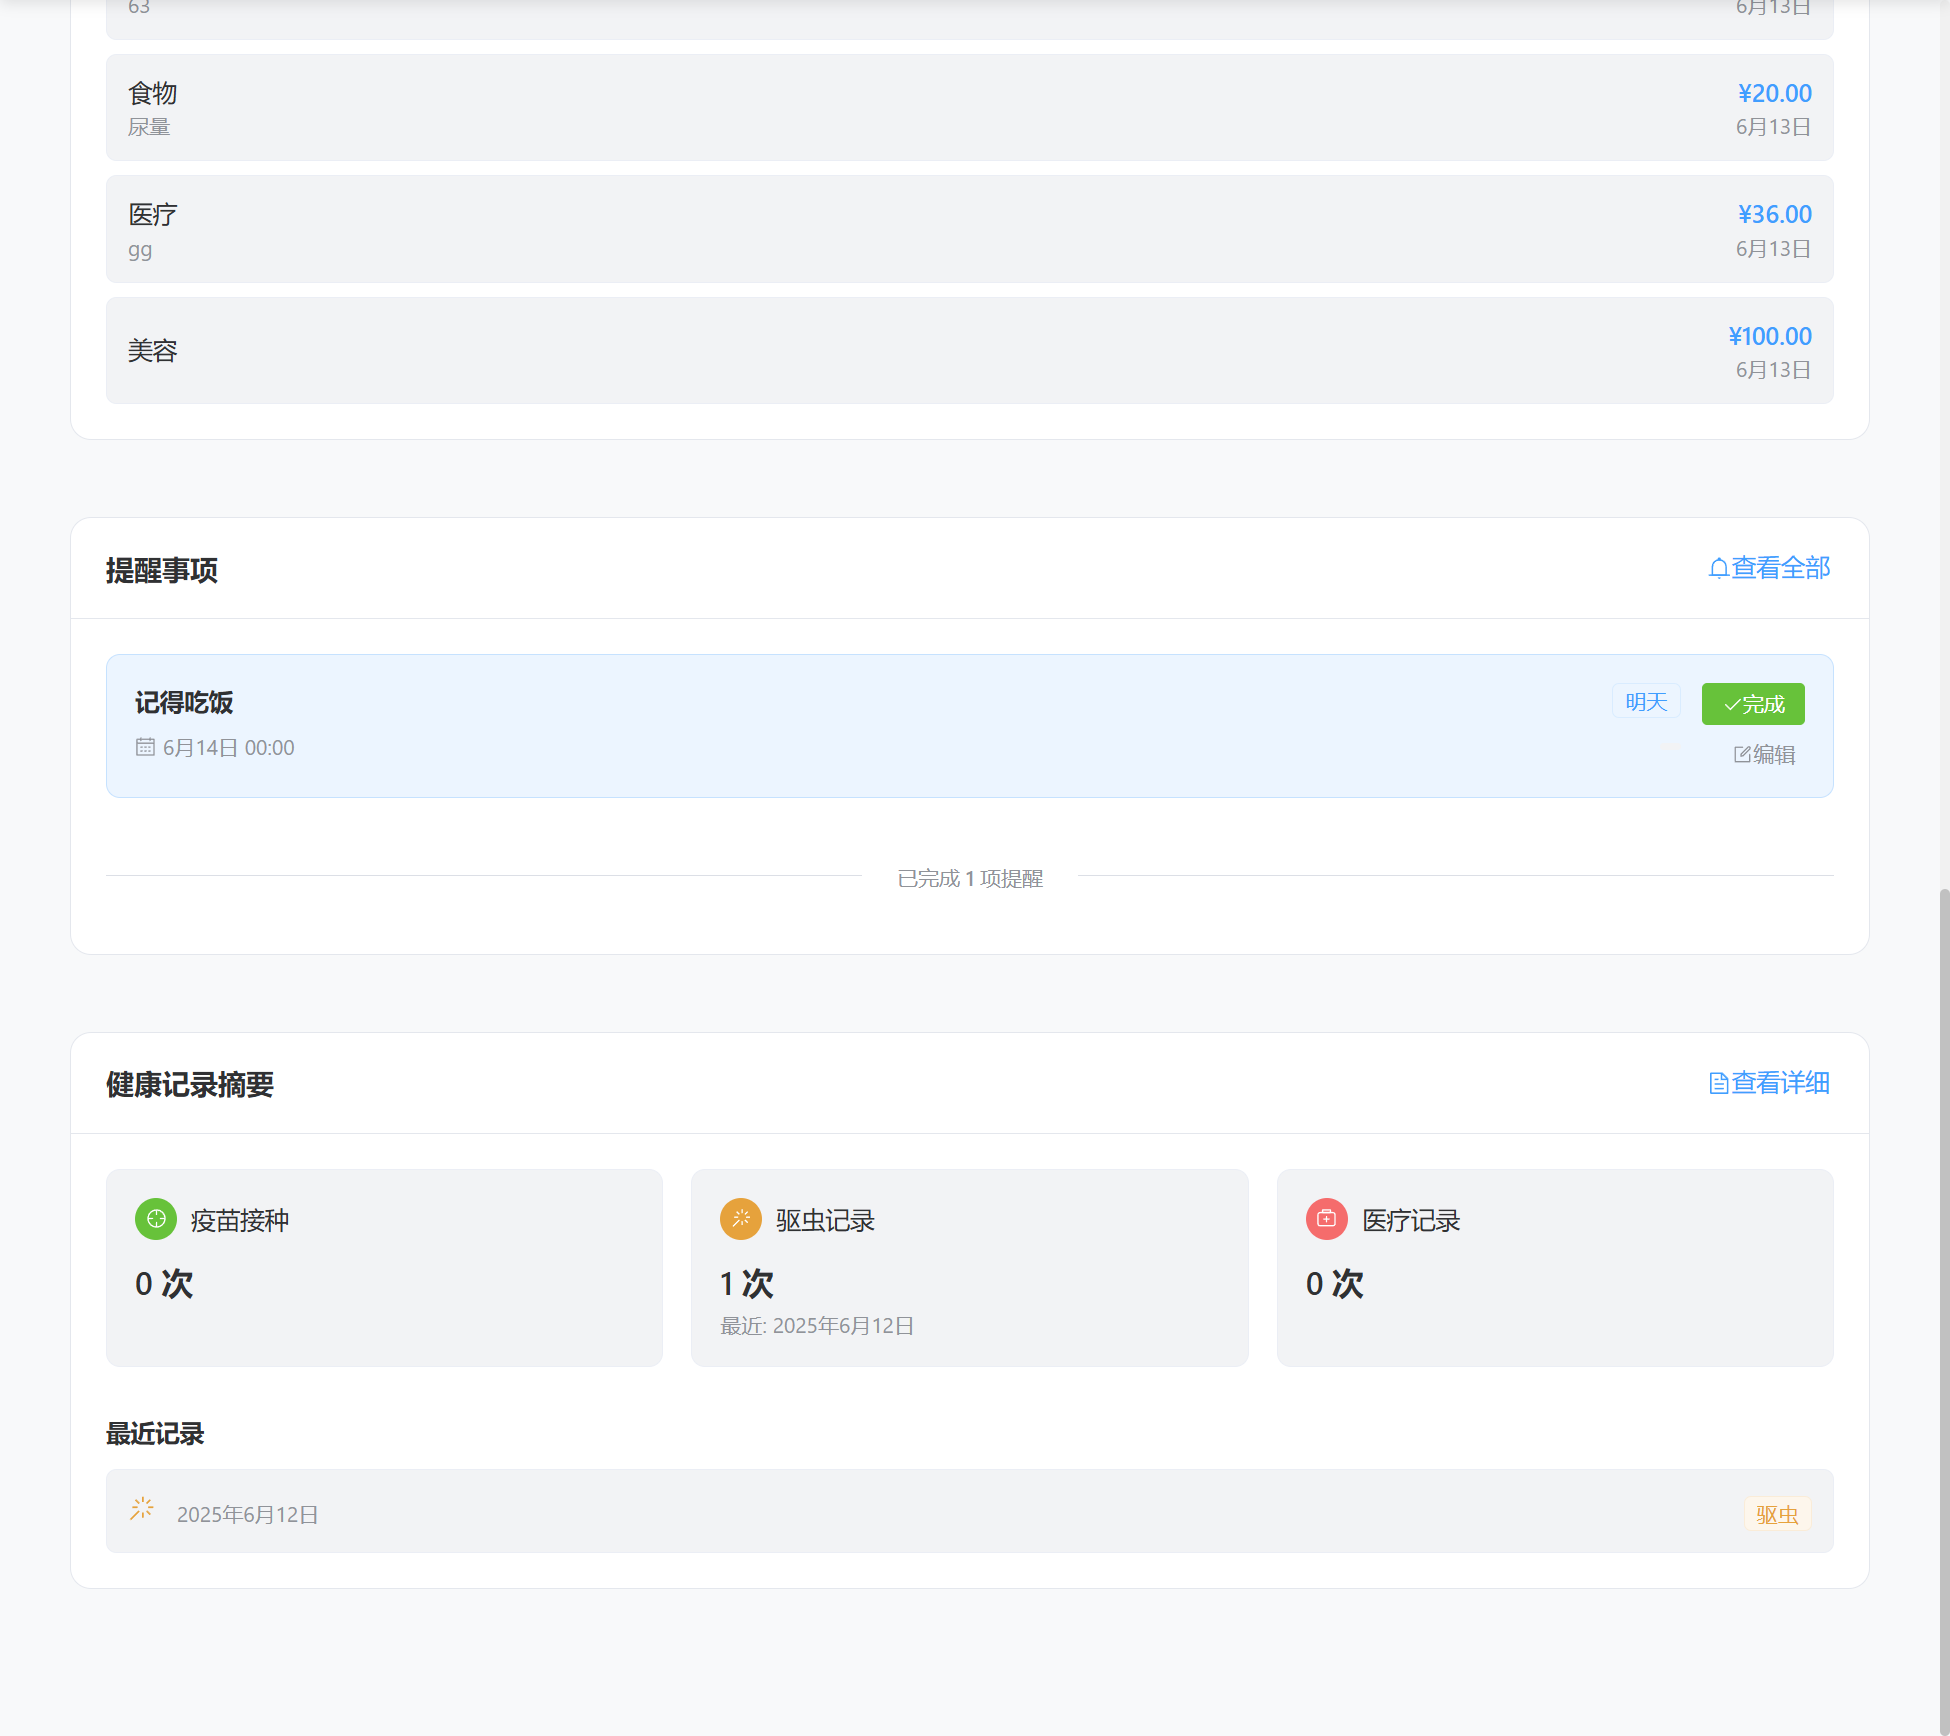 63
6月13日
食物
¥20.00
尿量
6月13日
医疗
¥36.00
gg
6月13日
美容
¥100.00
6月13日
提醒事项
查看全部
记得吃饭
明天
完成
6月14日 00:00
编辑
已完成 1 项提醒
健康记录摘要
查看详细
疫苗接种
0 次
驱虫记录
1 次
最近: 2025年6月12日
医疗记录
0 次
最近记录
2025年6月12日
驱虫